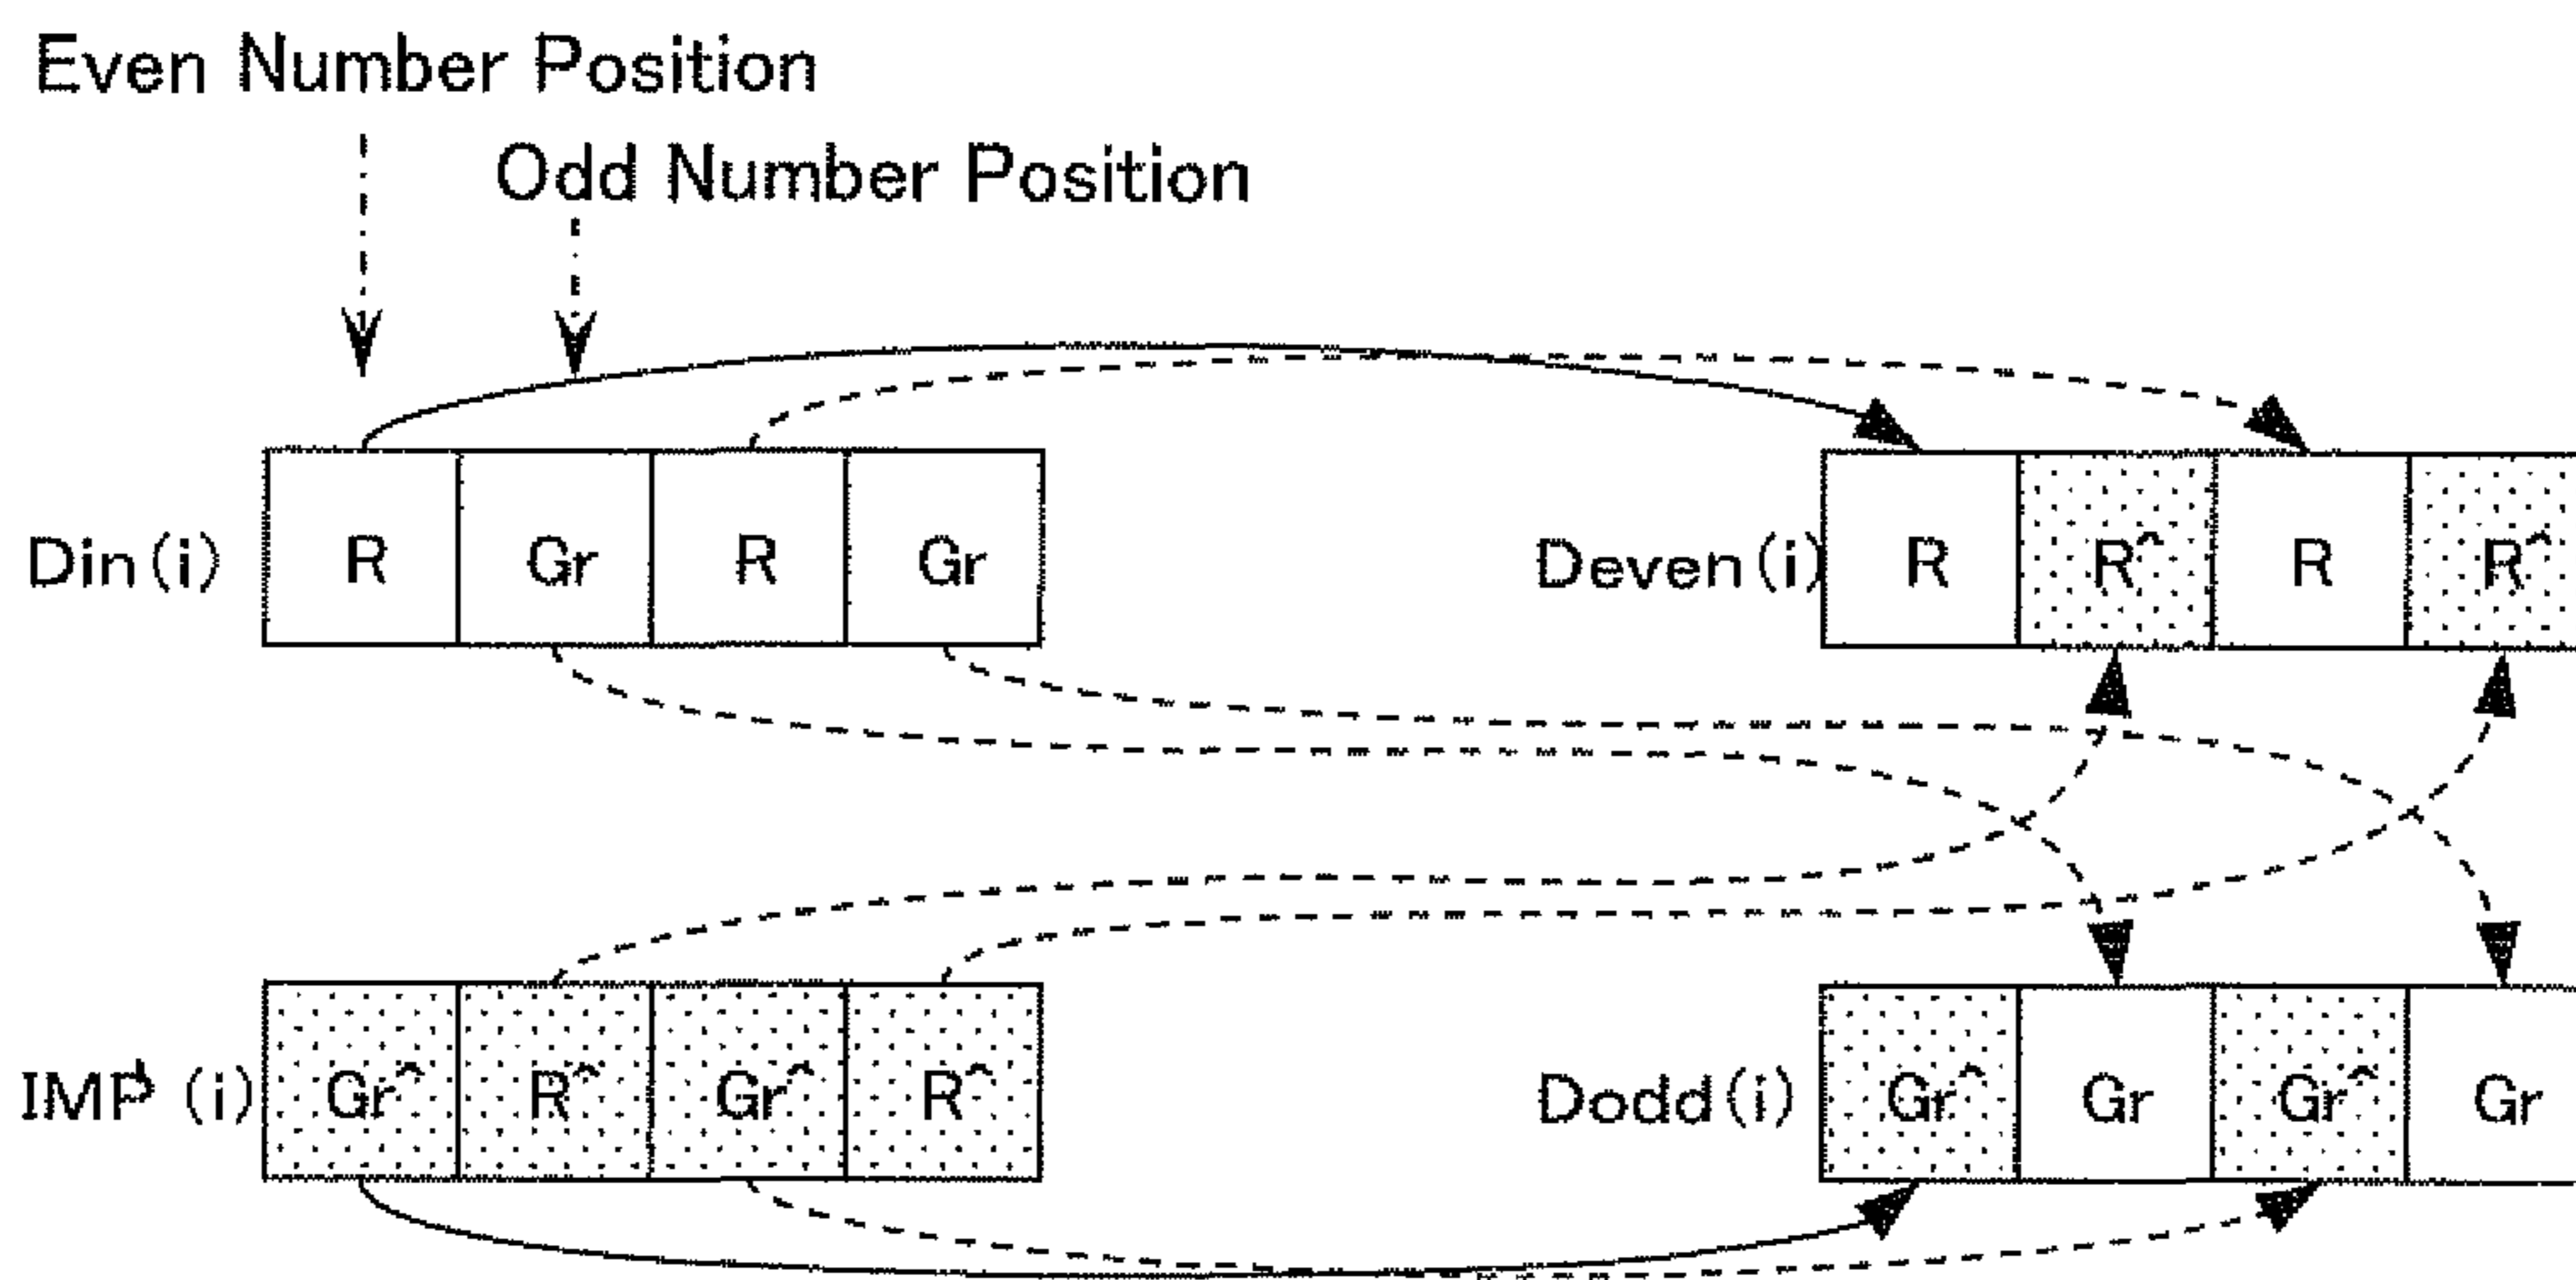 Even Number Position
Odd Number Position
Din(i) R Gr R Gr
Deven(i) R R^ R R^
IMP (i) Gr^ R^ Gr^ R^
Dodd(i) Gr^ Gr Gr^ Gr